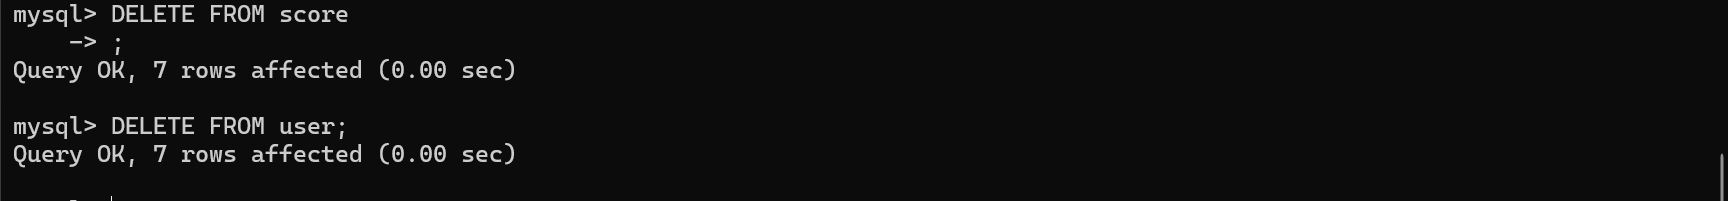 mysql> DELETE FROM score
    -> ;
Query OK, 7 rows affected (0.00 sec)

mysql> DELETE FROM user;
Query OK, 7 rows affected (0.00 sec)